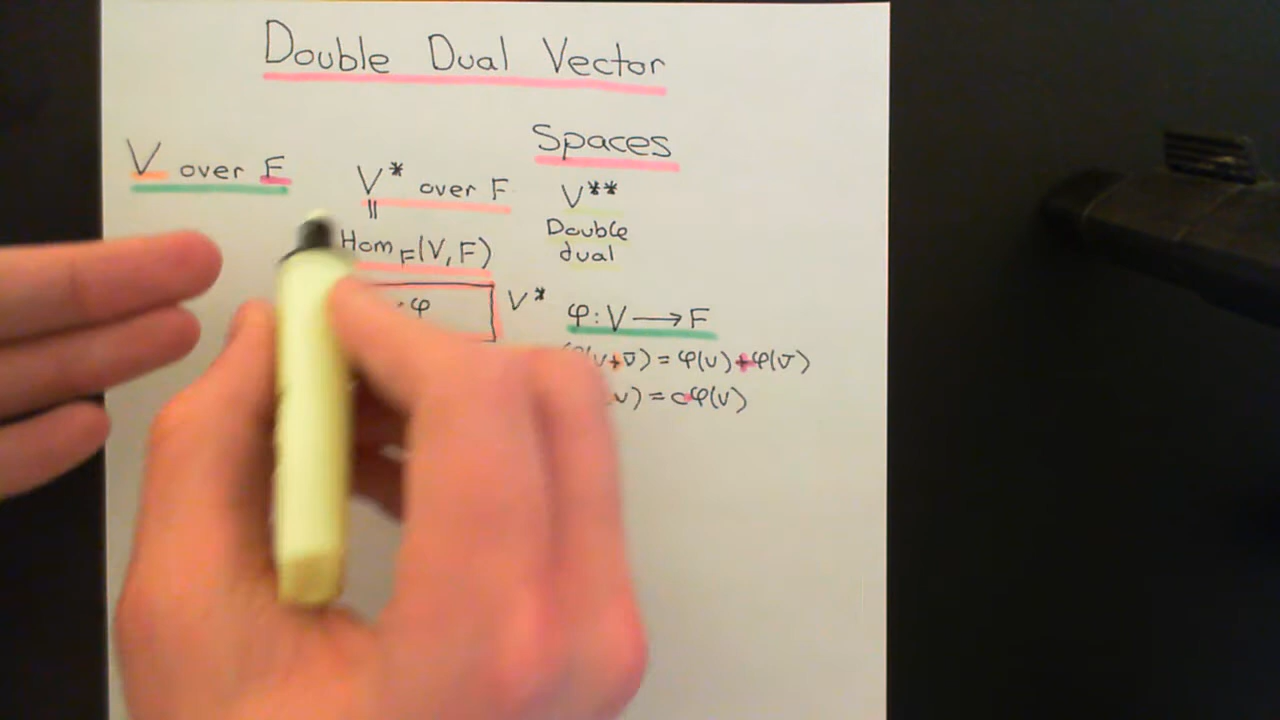 Double Dual Vector
Spaces
V over F
V* over F
V**
||
Double
dual
Hom_F(V, F)
· φ
V*
φ: V → F
(u + v) = φ(u) + φ(v)
u) = cφ(u)